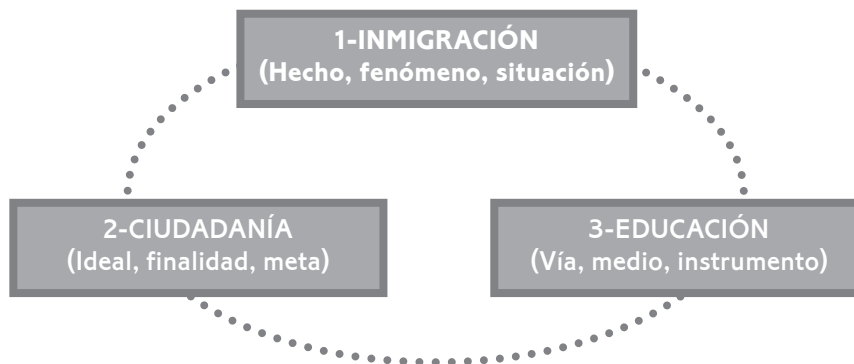 1-INMIGRACIÓN
(Hecho, fenómeno, situación)
2-CIUDADANÍA
(Ideal, finalidad, meta)
3-EDUCACIÓN
(Vía, medio, instrumento)